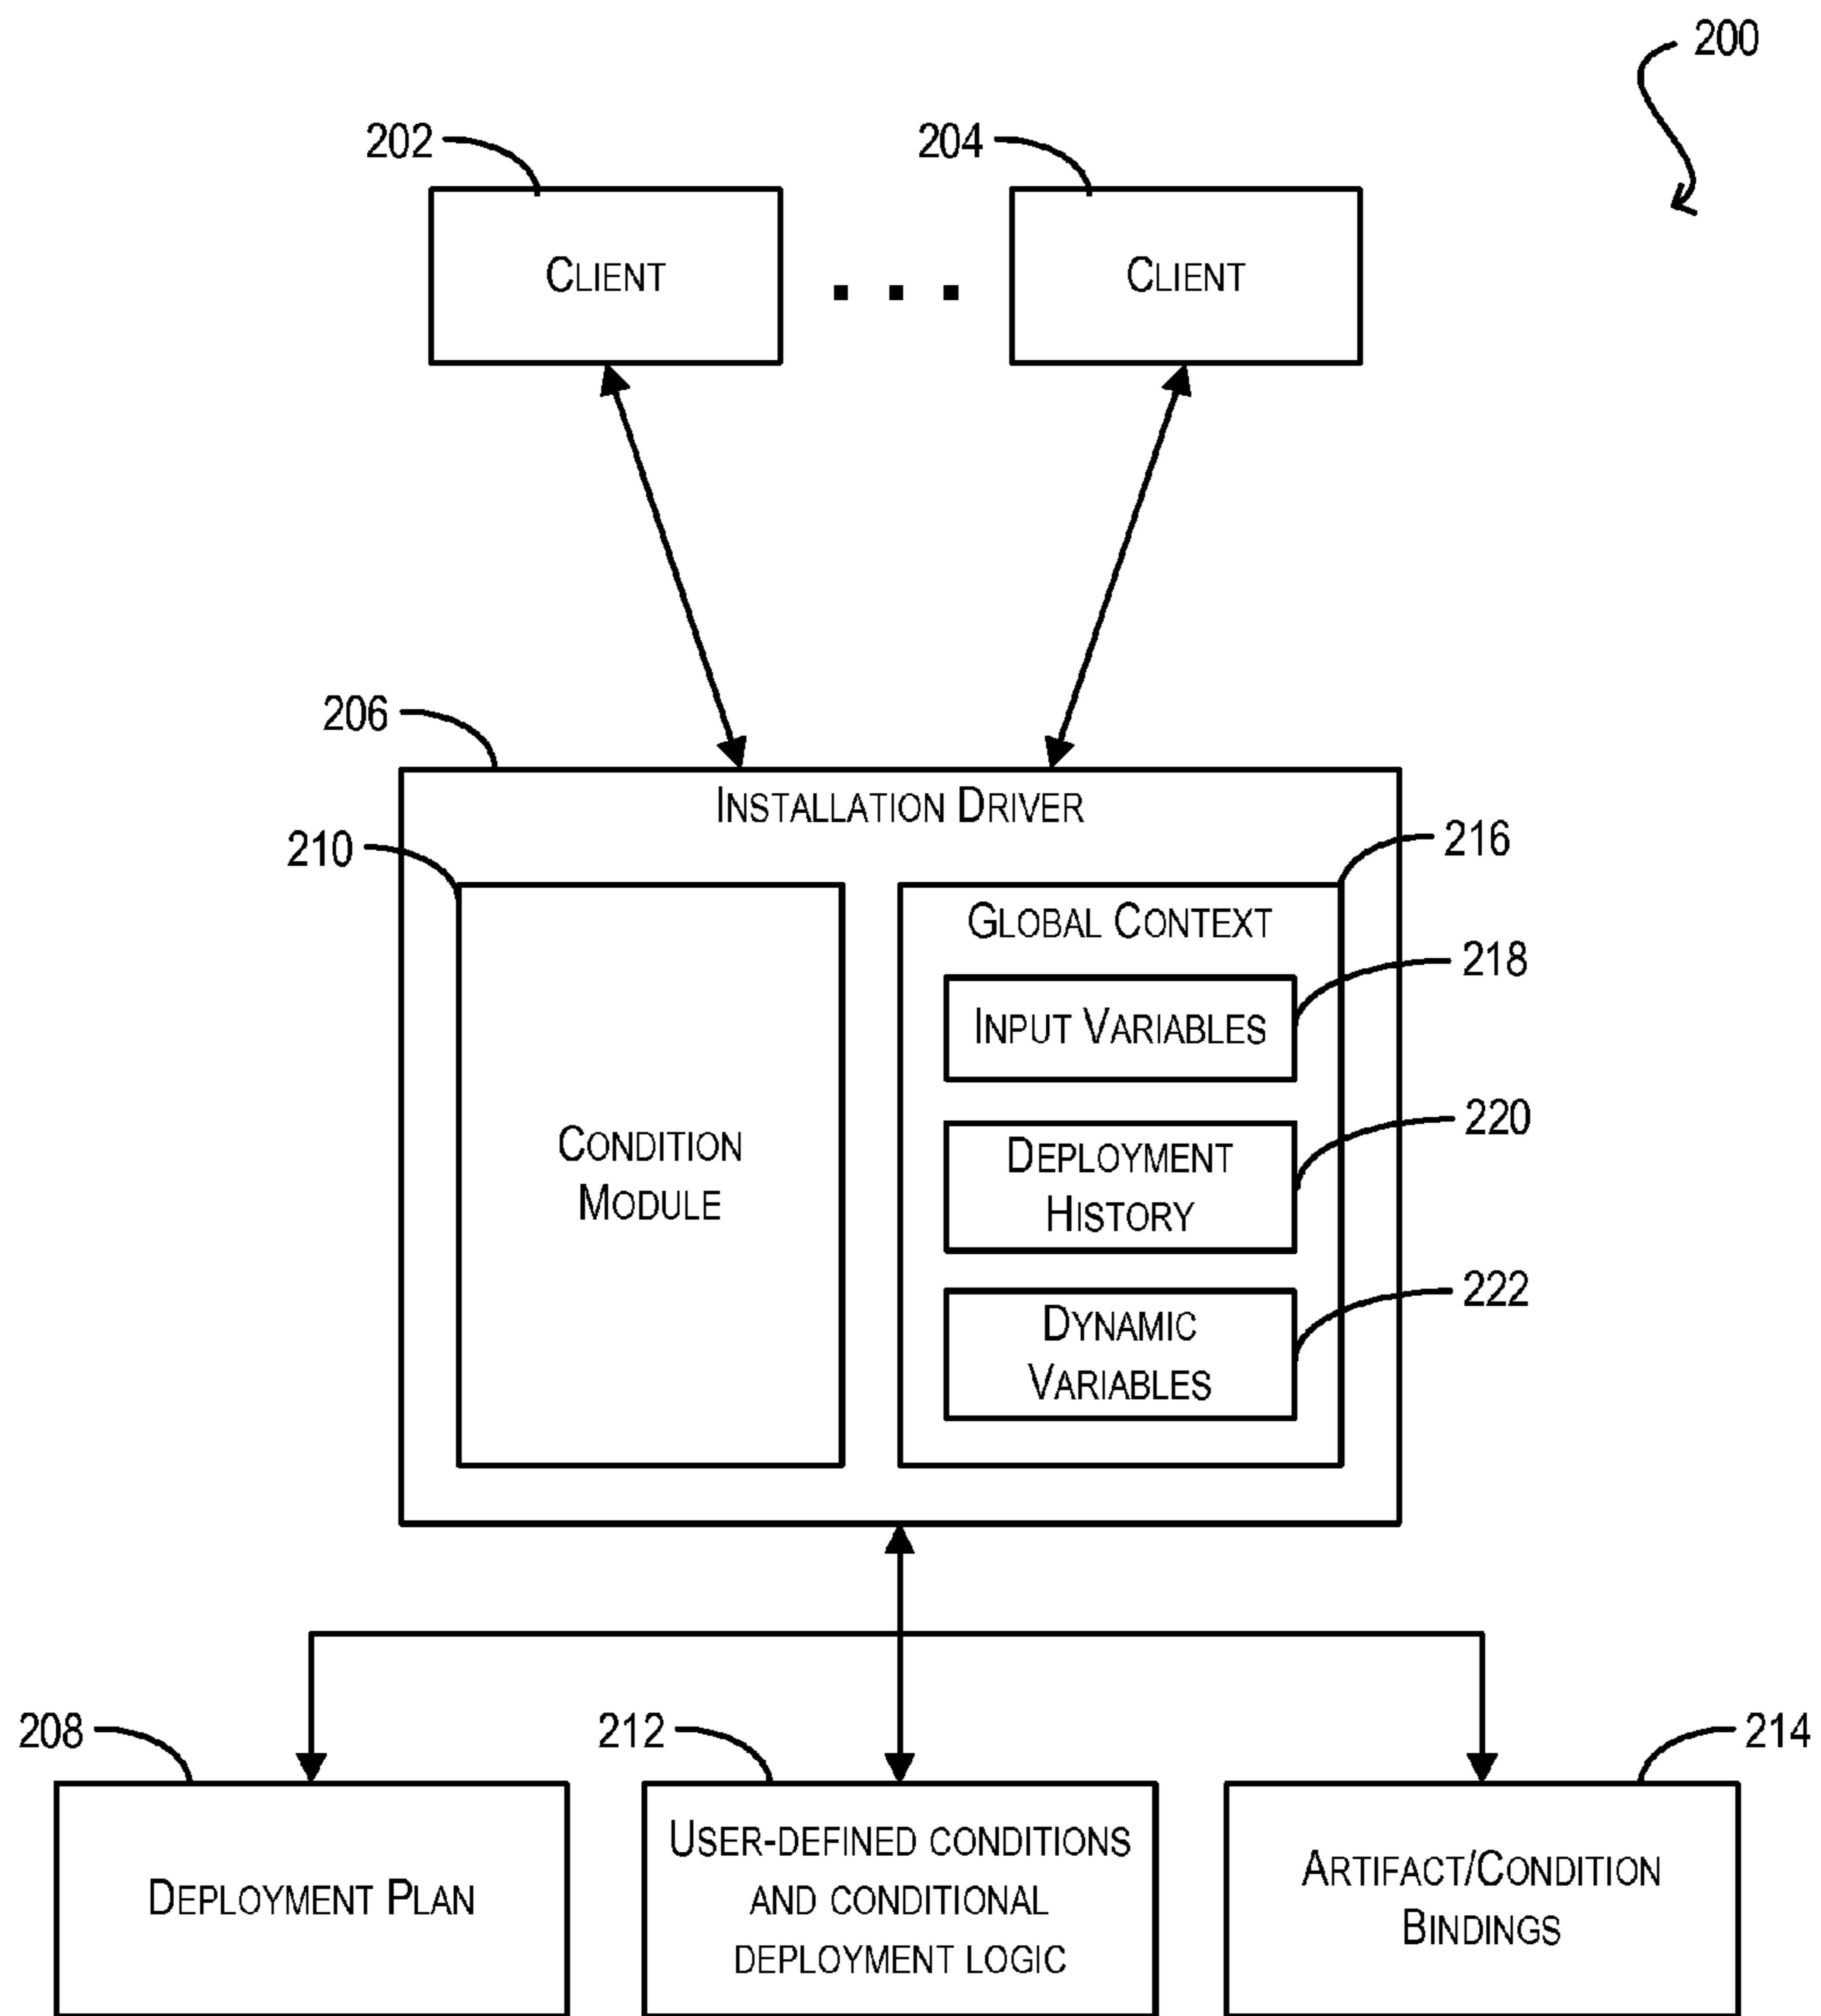 200
202
204
CLIENT
CLIENT
206
INSTALLATION DRIVER
210
216
GLOBAL CONTEXT
218
INPUT VARIABLES
220
DEPLOYMENT
HISTORY
CONDITION
MODULE
222
DYNAMIC
VARIABLES
208
212
214
DEPLOYMENT PLAN
USER-DEFINED CONDITIONS
AND CONDITIONAL
DEPLOYMENT LOGIC
ARTIFACT/CONDITION
BINDINGS